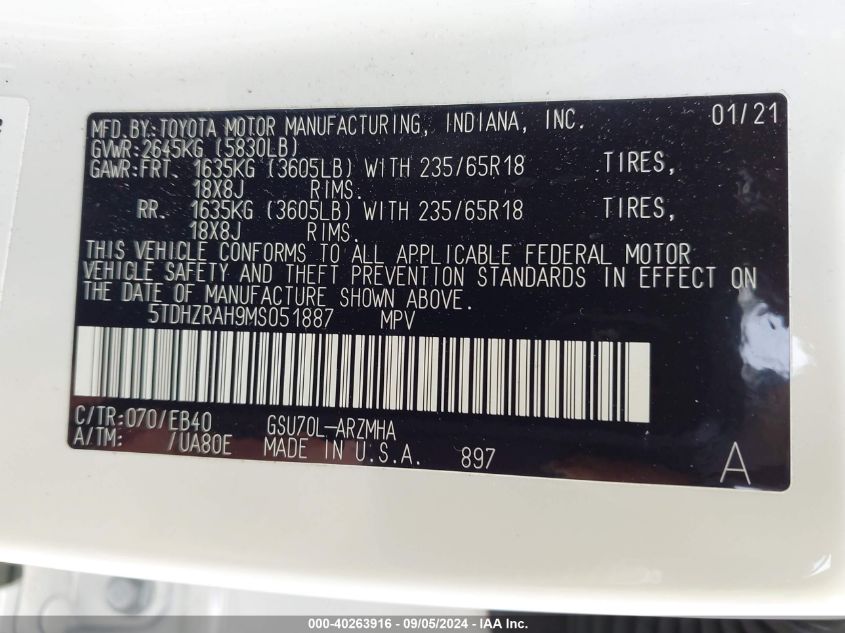 MFD.BY:TOYOTA MOTOR MANUFACTURING, INDIANA, INC. 01/21
GVWR:2645KG (5830LB)
GAWR:FRT. 1635KG (3605LB) WITH 235/65R18 TIRES,
18X8J RIMS.
RR. 1635KG (3605LB) WITH 235/65R18 TIRES,
18X8J RIMS.
THIS VEHICLE CONFORMS TO ALL APPLICABLE FEDERAL MOTOR
VEHICLE SAFETY AND THEFT PREVENTION STANDARDS IN EFFECT ON
THE DATE OF MANUFACTURE SHOWN ABOVE.
5TDHZRAH9MS051887 MPV
C/TR:070/EB40 GSU70L-ARZMHA
A/TM: /UA80E MADE IN U.S.A. 897 A
000-40263916 - 09/05/2024 - IAA Inc.